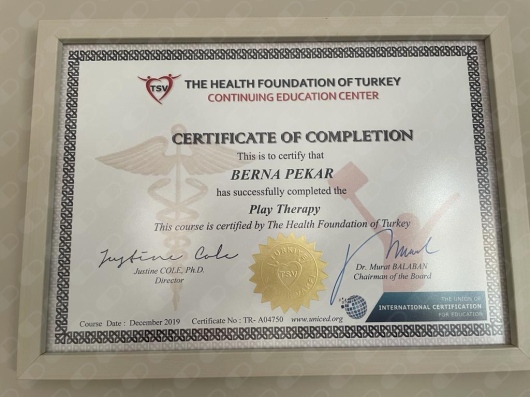 TSV
THE HEALTH FOUNDATION OF TURKEY
CONTINUING EDUCATION CENTER
CERTIFICATE OF COMPLETION
This is to certify that
BERNA PEKAR
has successfully completed the
Play Therapy
This course is certified by The Health Foundation of Turkey
Justine Cole
Justine COLE, Ph.D.
Director
TSV
Dr. Murat BALABAN
Chairman of the Board
THE UNION OF
INTERNATIONAL CERTIFICATION
FOR EDUCATION
Course Date : December 2019 Certificate No : TR- A04750 www.uniced.org